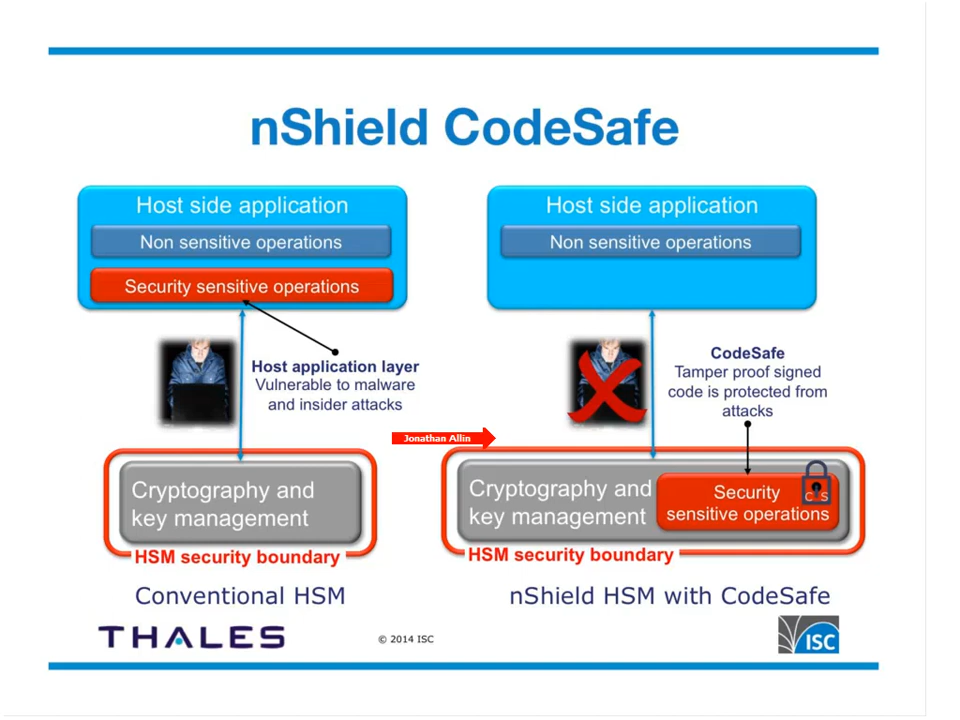 nShield CodeSafe
Host side application
Non sensitive operations
Security sensitive operations
Host application layer
Vulnerable to malware
and insider attacks
Cryptography and
key management
HSM security boundary
Conventional HSM
Host side application
Non sensitive operations
CodeSafe
Tamper proof signed
code is protected from
attacks
Jonathan Allin
Cryptography and
key management
Security
sensitive operations
HSM security boundary
nShield HSM with CodeSafe
THALES
© 2014 ISC
ISC